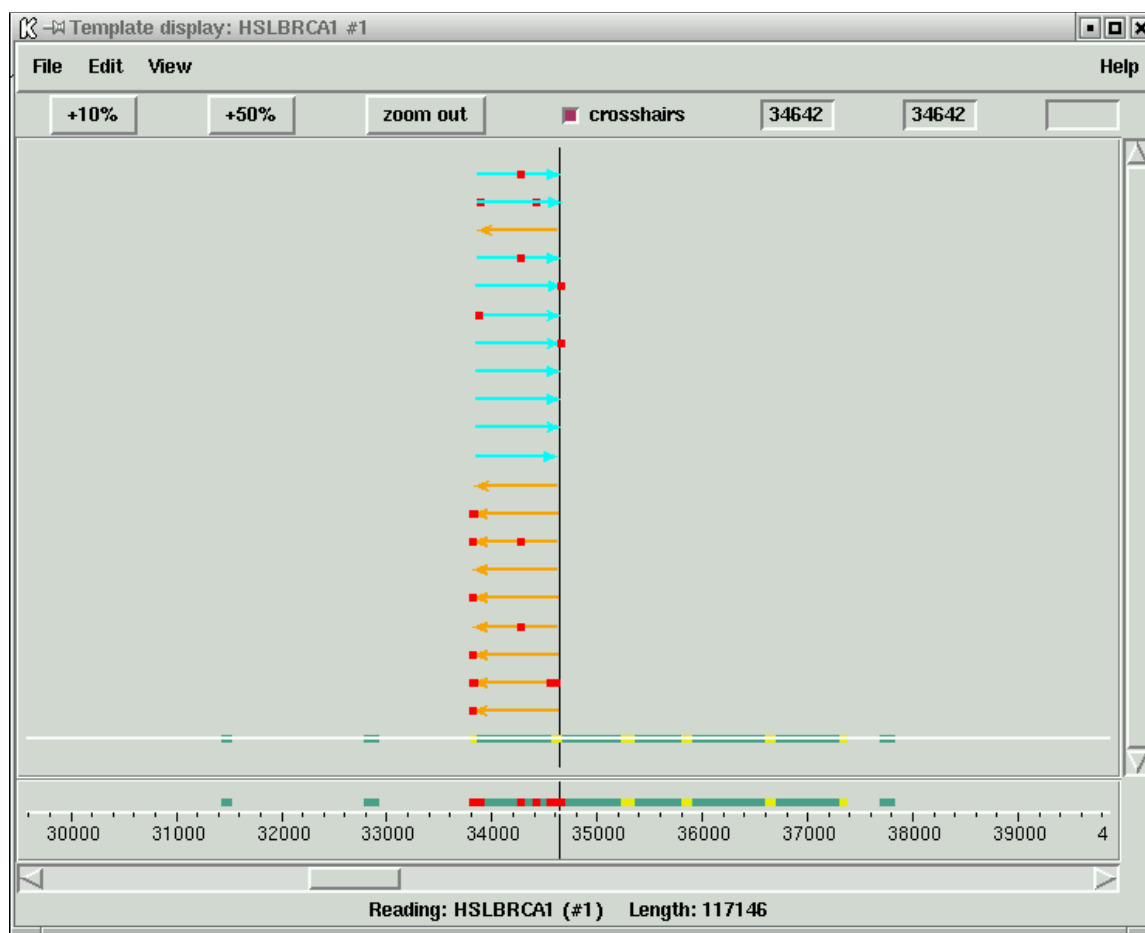 Template display: HSLBRCA1 #1
File Edit View Help
+10% +50% zoom out crosshairs 34642 34642
30000 31000 32000 33000 34000 35000 36000 37000 38000 39000 4
Reading: HSLBRCA1 (#1) Length: 117146